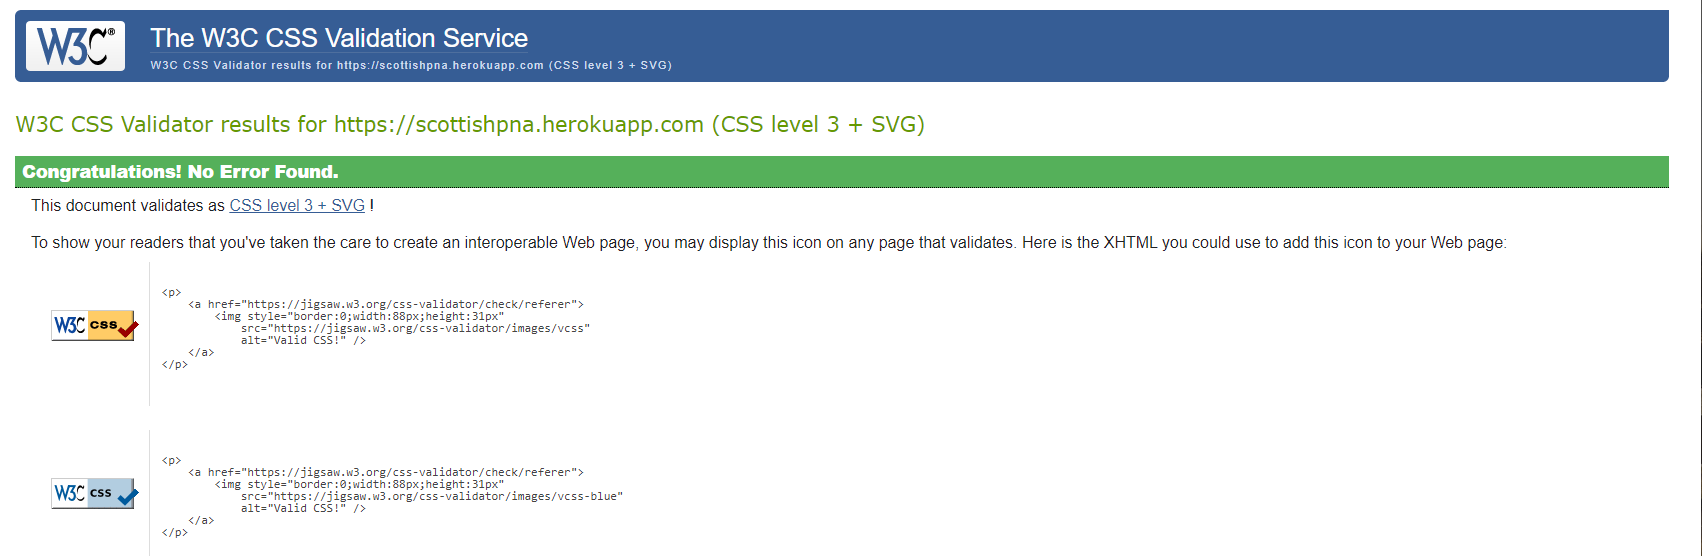 W3C®
The W3C CSS Validation Service
W3C CSS Validator results for https://scottishpna.herokuapp.com (CSS level 3 + SVG)
W3C CSS Validator results for https://scottishpna.herokuapp.com (CSS level 3 + SVG)
Congratulations! No Error Found.
This document validates as CSS level 3 + SVG !
To show your readers that you've taken the care to create an interoperable Web page, you may display this icon on any page that validates. Here is the XHTML you could use to add this icon to your Web page:
W3C css
<p>
<a href="https://jigsaw.w3.org/css-validator/check/referer">
<img style="border:0;width:88px;height:31px"
src="https://jigsaw.w3.org/css-validator/images/vcss"
alt="Valid CSS!" />
</a>
</p>
W3C css
<p>
<a href="https://jigsaw.w3.org/css-validator/check/referer">
<img style="border:0;width:88px;height:31px"
src="https://jigsaw.w3.org/css-validator/images/vcss-blue"
alt="Valid CSS!" />
</a>
</p>